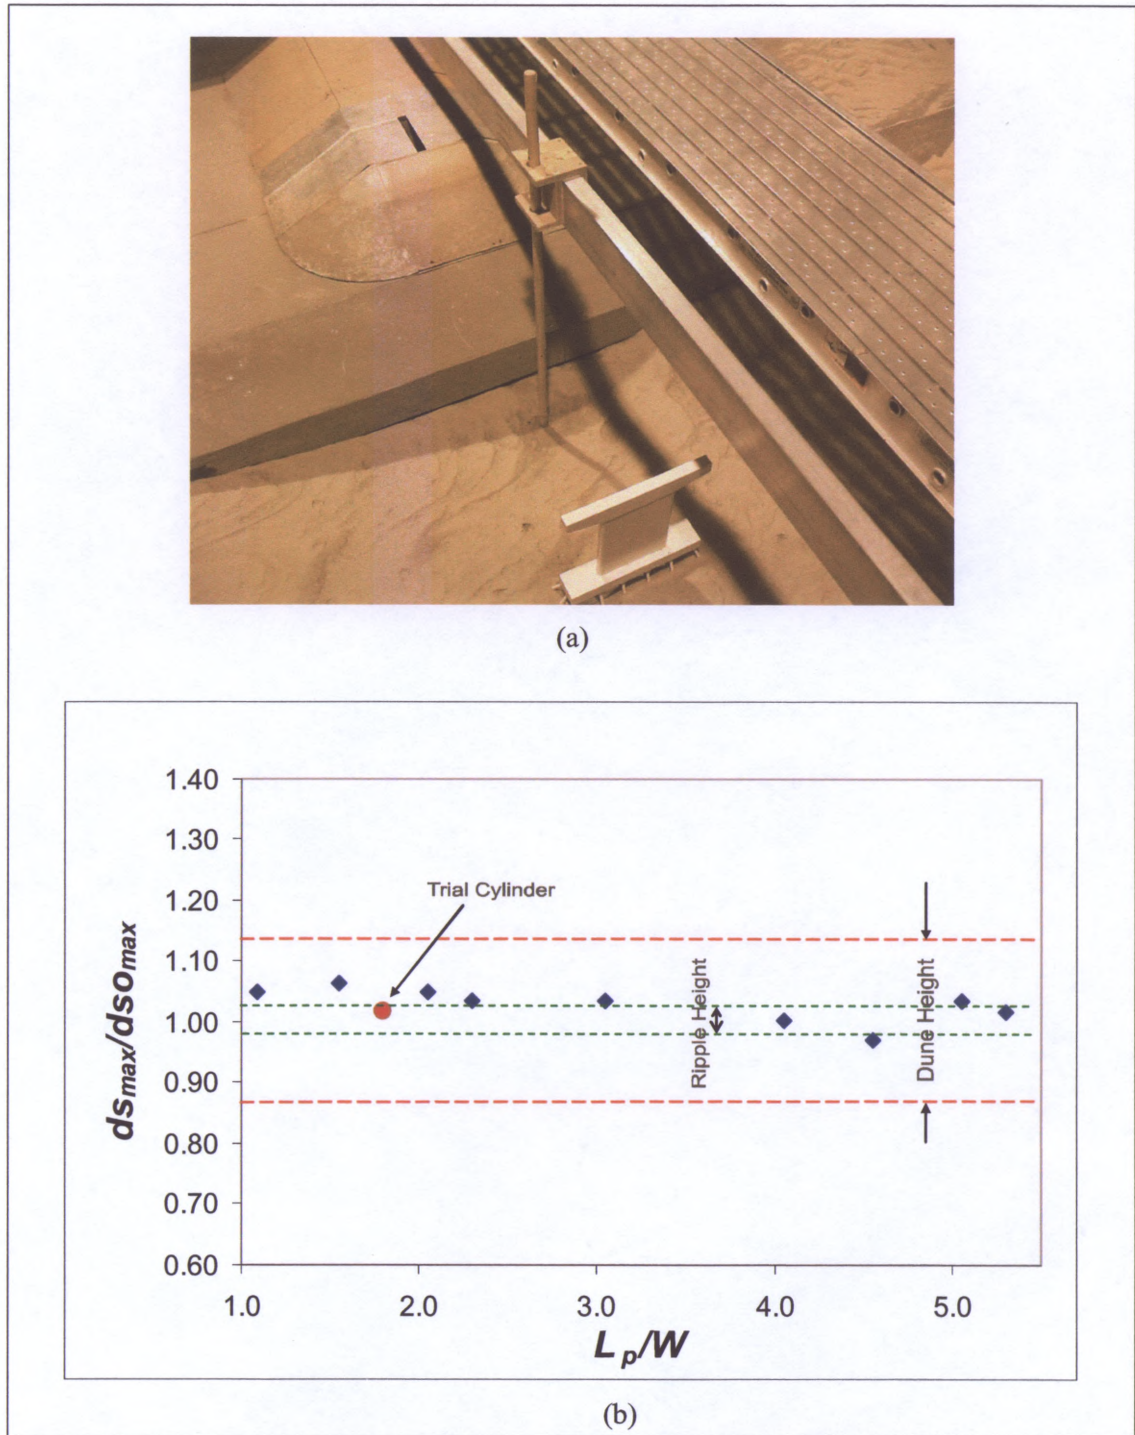 (a)
1.40
1.30
1.20
1.10
1.00
0.90
0.80
0.70
0.60
1.0
2.0
3.0
4.0
5.0
dsmax/dsomax
Lp/W
Trial Cylinder
Ripple Height
Dune Height
(b)